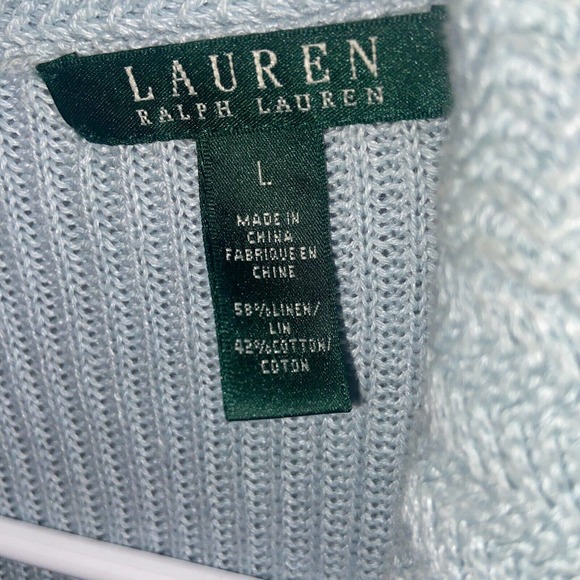 LAUREN
RALPH LAUREN
L
MADE IN
CHINA
FABRIQUE EN
CHINE
58%LINEN/
LIN
42%COTTON/
COTON